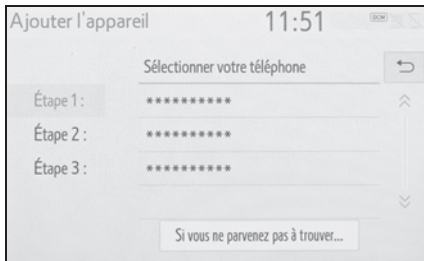 Ajouter l'appareil 11:51 DCM
Sélectionner votre téléphone
Étape 1 : **********
Étape 2 : **********
Étape 3 : **********
Si vous ne parvenez pas à trouver...